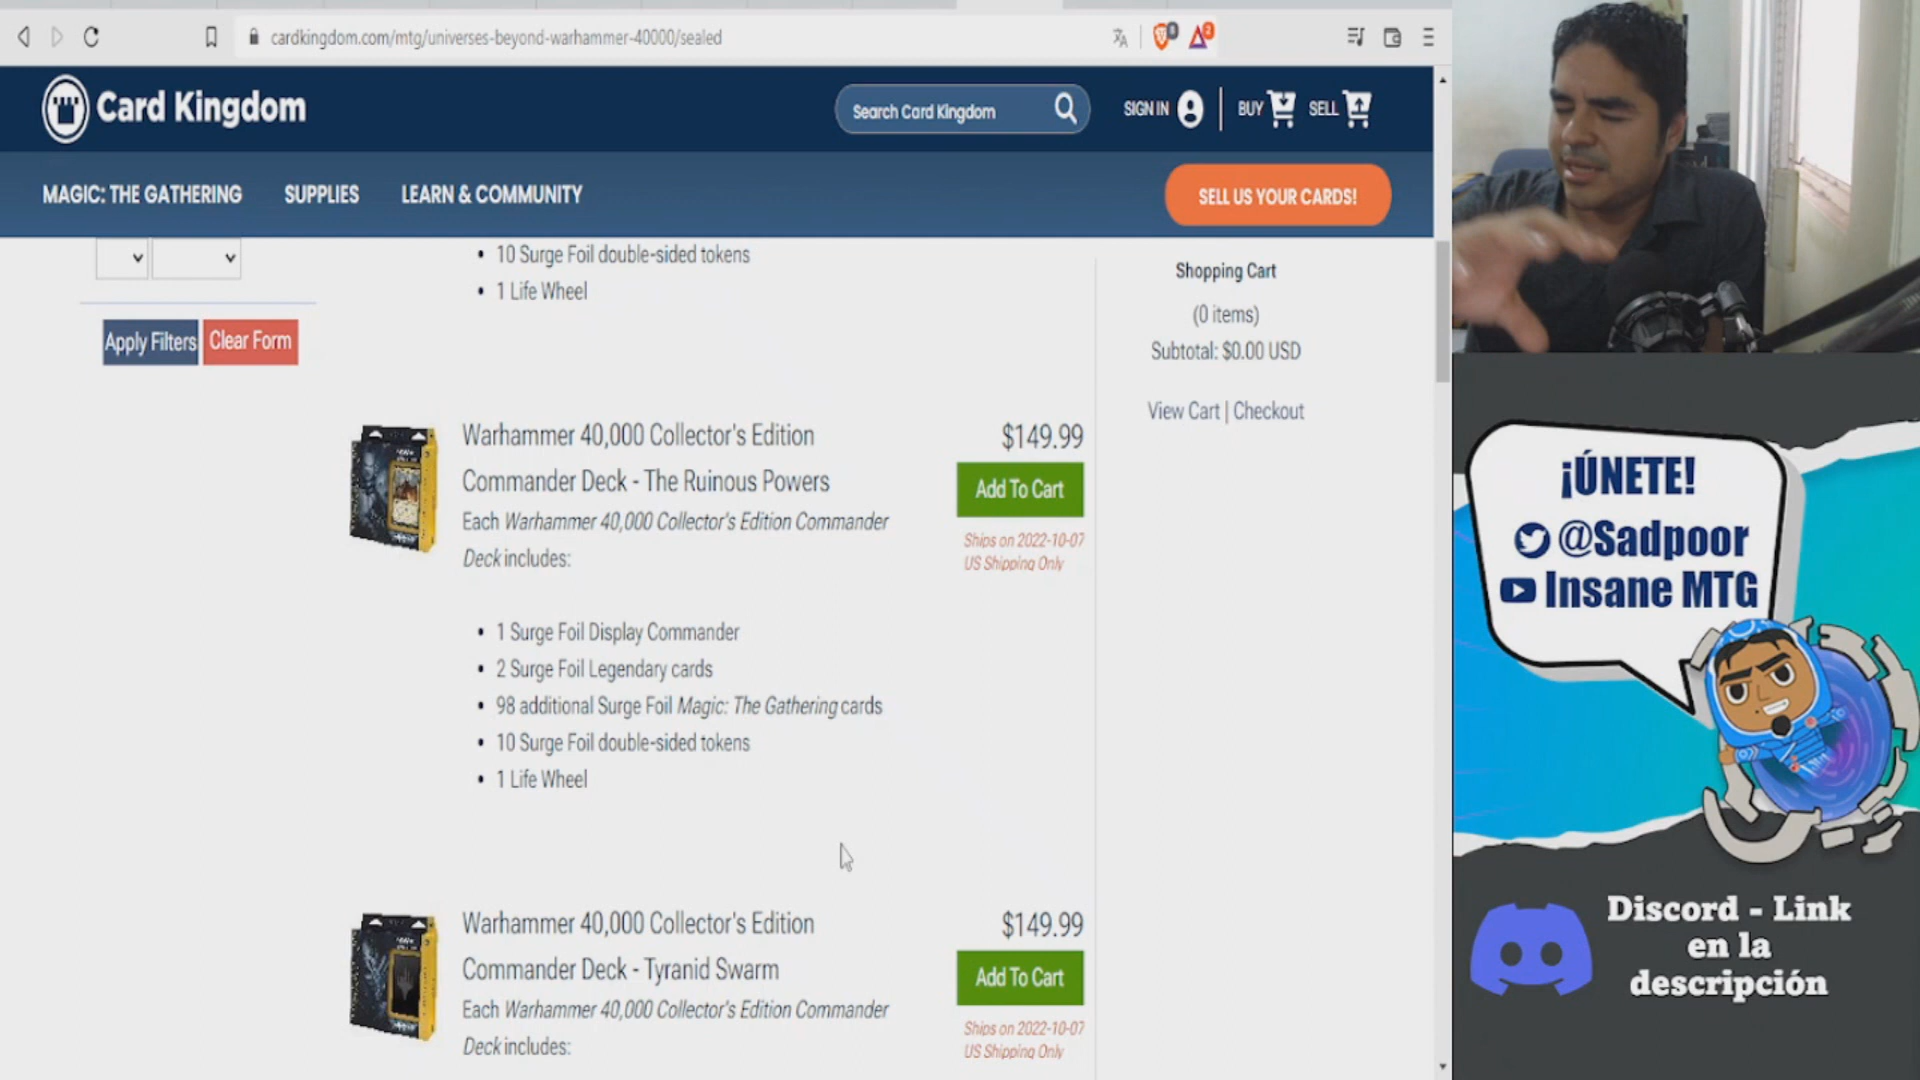 cardkingdom.com/mtg/universes-beyond-warhammer-40000/sealed
Card Kingdom
Search Card Kingdom
SIGN IN
BUY
SELL
MAGIC: THE GATHERING
SUPPLIES
LEARN & COMMUNITY
SELL US YOUR CARDS!
10 Surge Foil double-sided tokens
1 Life Wheel
Apply Filters
Clear Form
Shopping Cart
(0 items)
Subtotal: $0.00 USD
View Cart | Checkout
Warhammer 40,000 Collector's Edition
Commander Deck - The Ruinous Powers
Each Warhammer 40,000 Collector's Edition Commander
Deck includes:
$149.99
Add To Cart
Ships on 2022-10-07
US Shipping Only
1 Surge Foil Display Commander
2 Surge Foil Legendary cards
98 additional Surge Foil Magic: The Gathering cards
10 Surge Foil double-sided tokens
1 Life Wheel
Warhammer 40,000 Collector's Edition
Commander Deck - Tyranid Swarm
Each Warhammer 40,000 Collector's Edition Commander
Deck includes:
$149.99
Add To Cart
Ships on 2022-10-07
US Shipping Only
¡ÚNETE!
@Sadpoor
Insane MTG
Discord - Link
en la
descripción